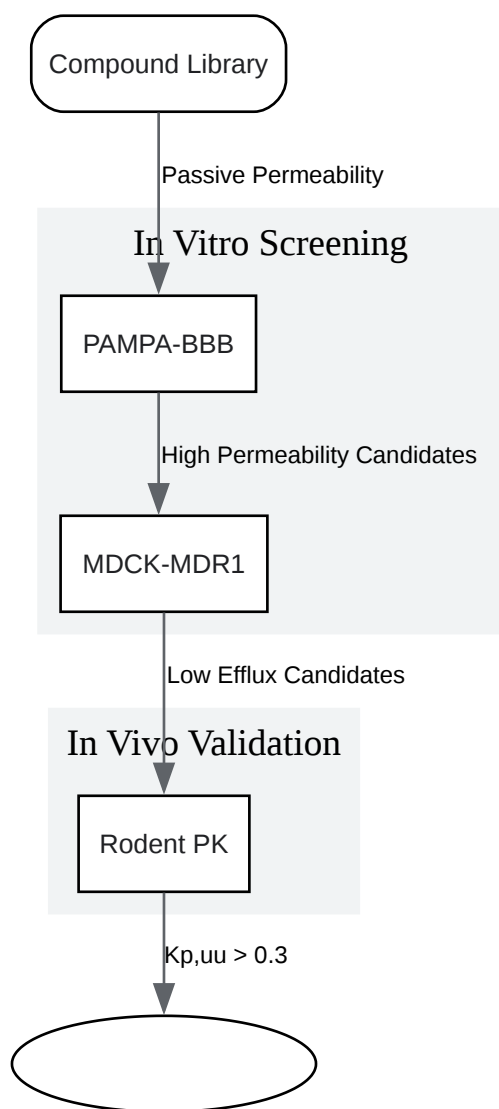 Compound Library
Passive Permeability
In Vitro Screening
PAMPA-BBB
High Permeability Candidates
MDCK-MDR1
Low Efflux Candidates
In Vivo Validation
Rodent PK
Kp,uu > 0.3